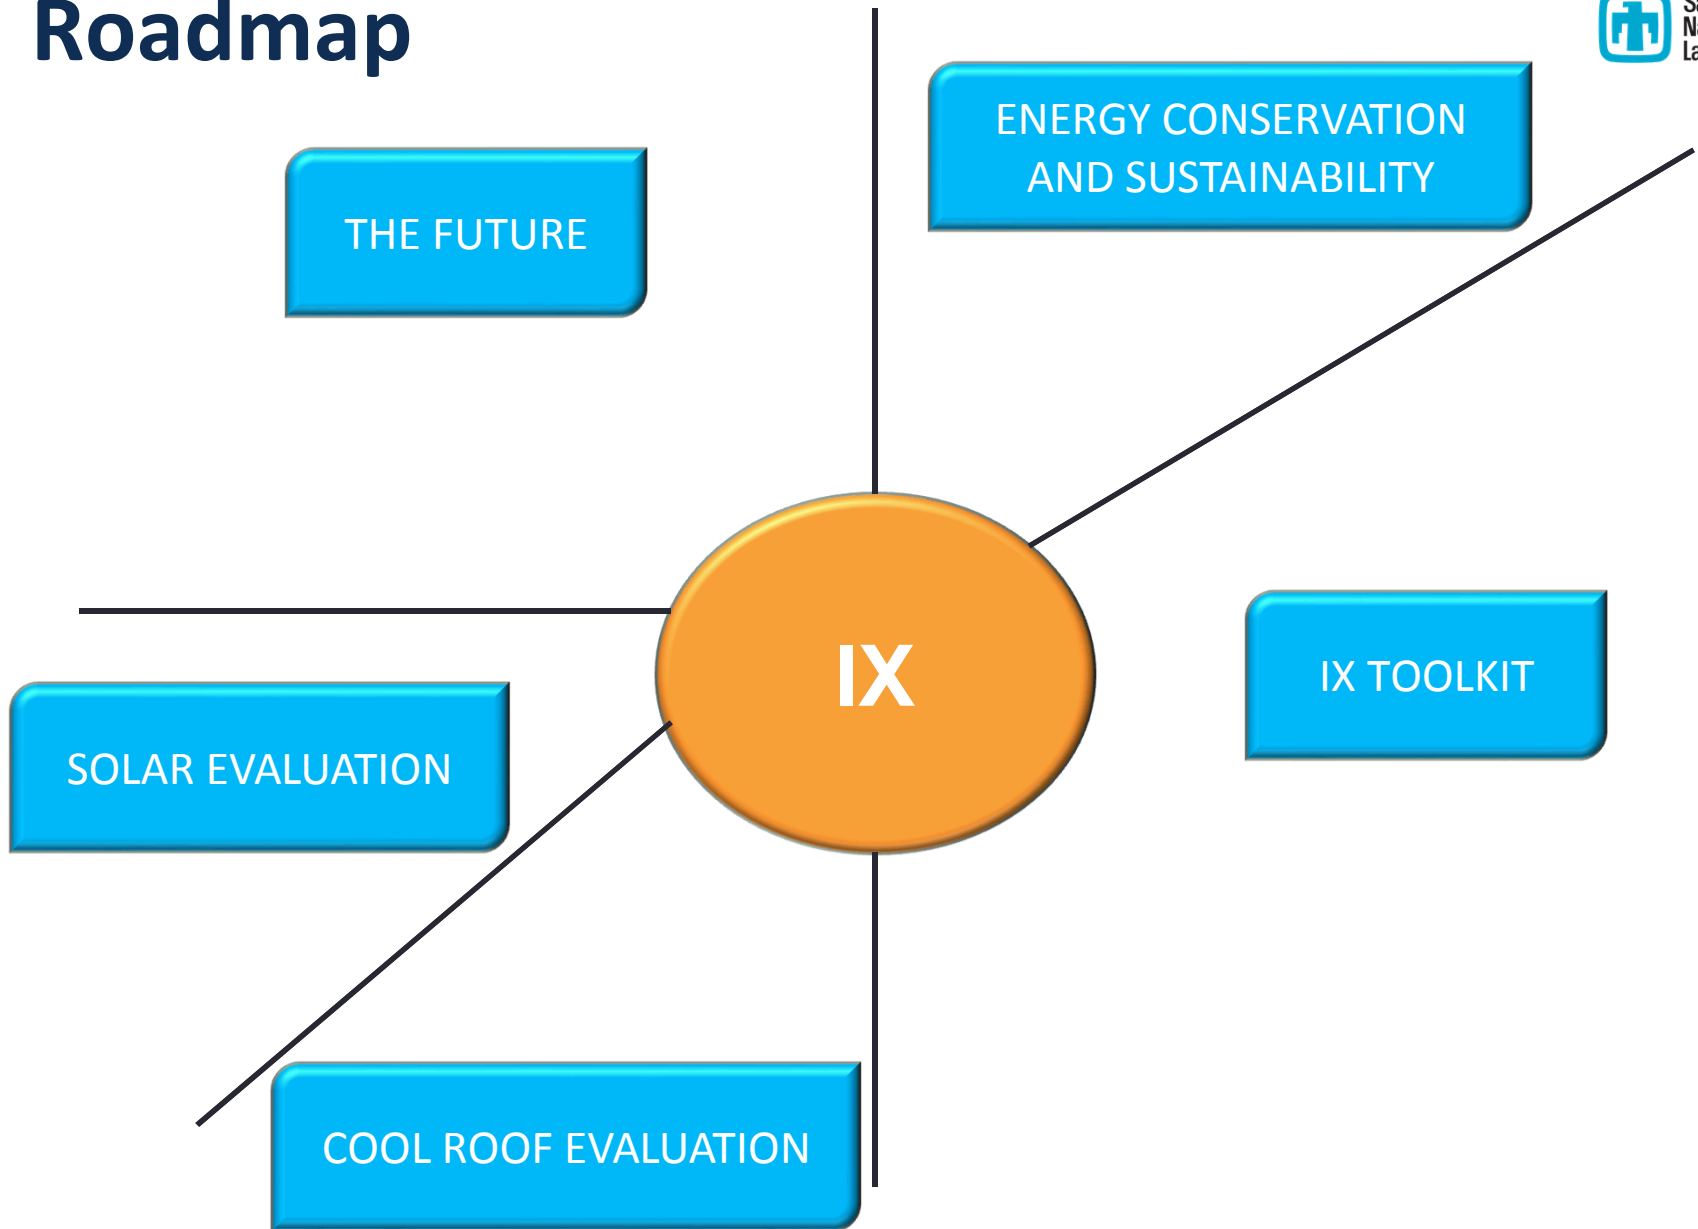 Roadmap
ENERGY CONSERVATION
AND SUSTAINABILITY
THE FUTURE
IX
IX TOOLKIT
SOLAR EVALUATION
COOL ROOF EVALUATION